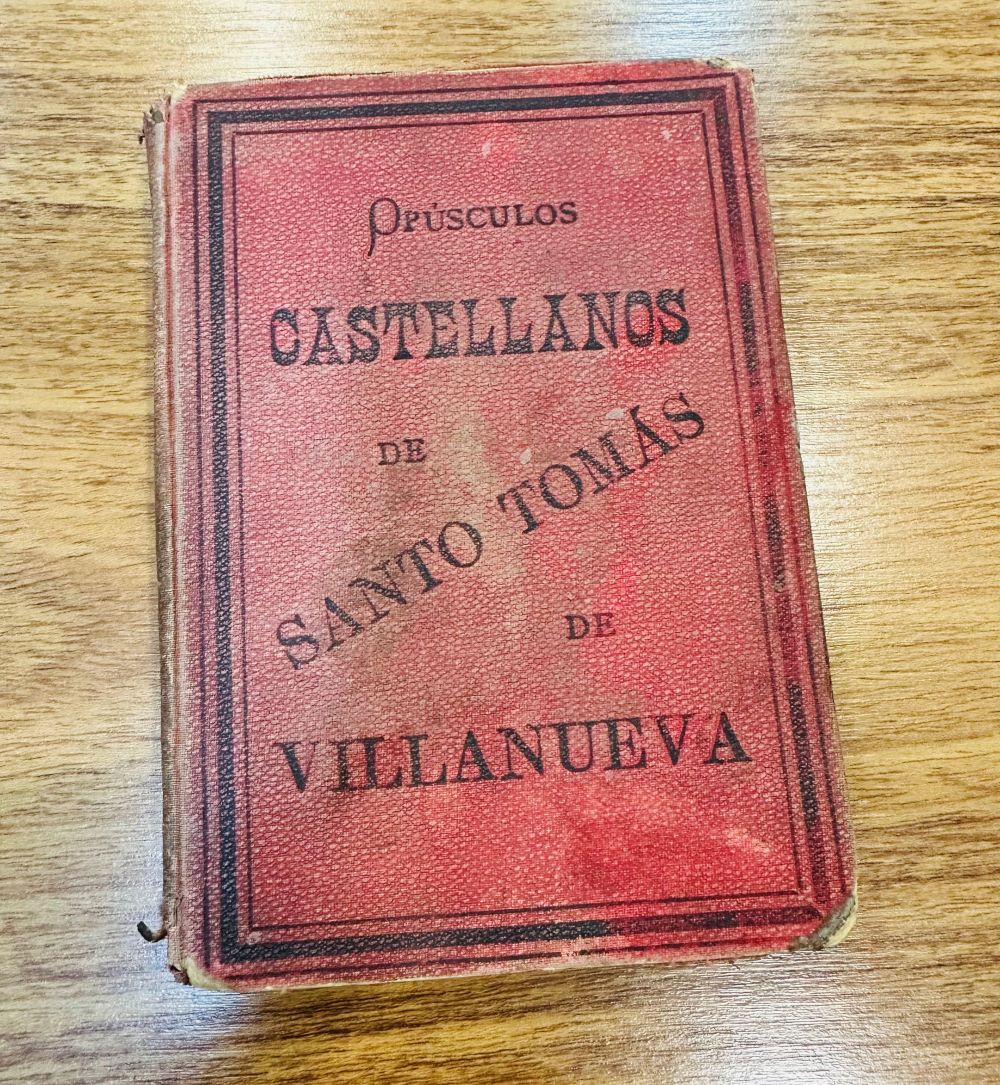 OPÚSCULOS
CASTELLANOS
DE
SANTO TOMÁS
DE
VILLANUEVA